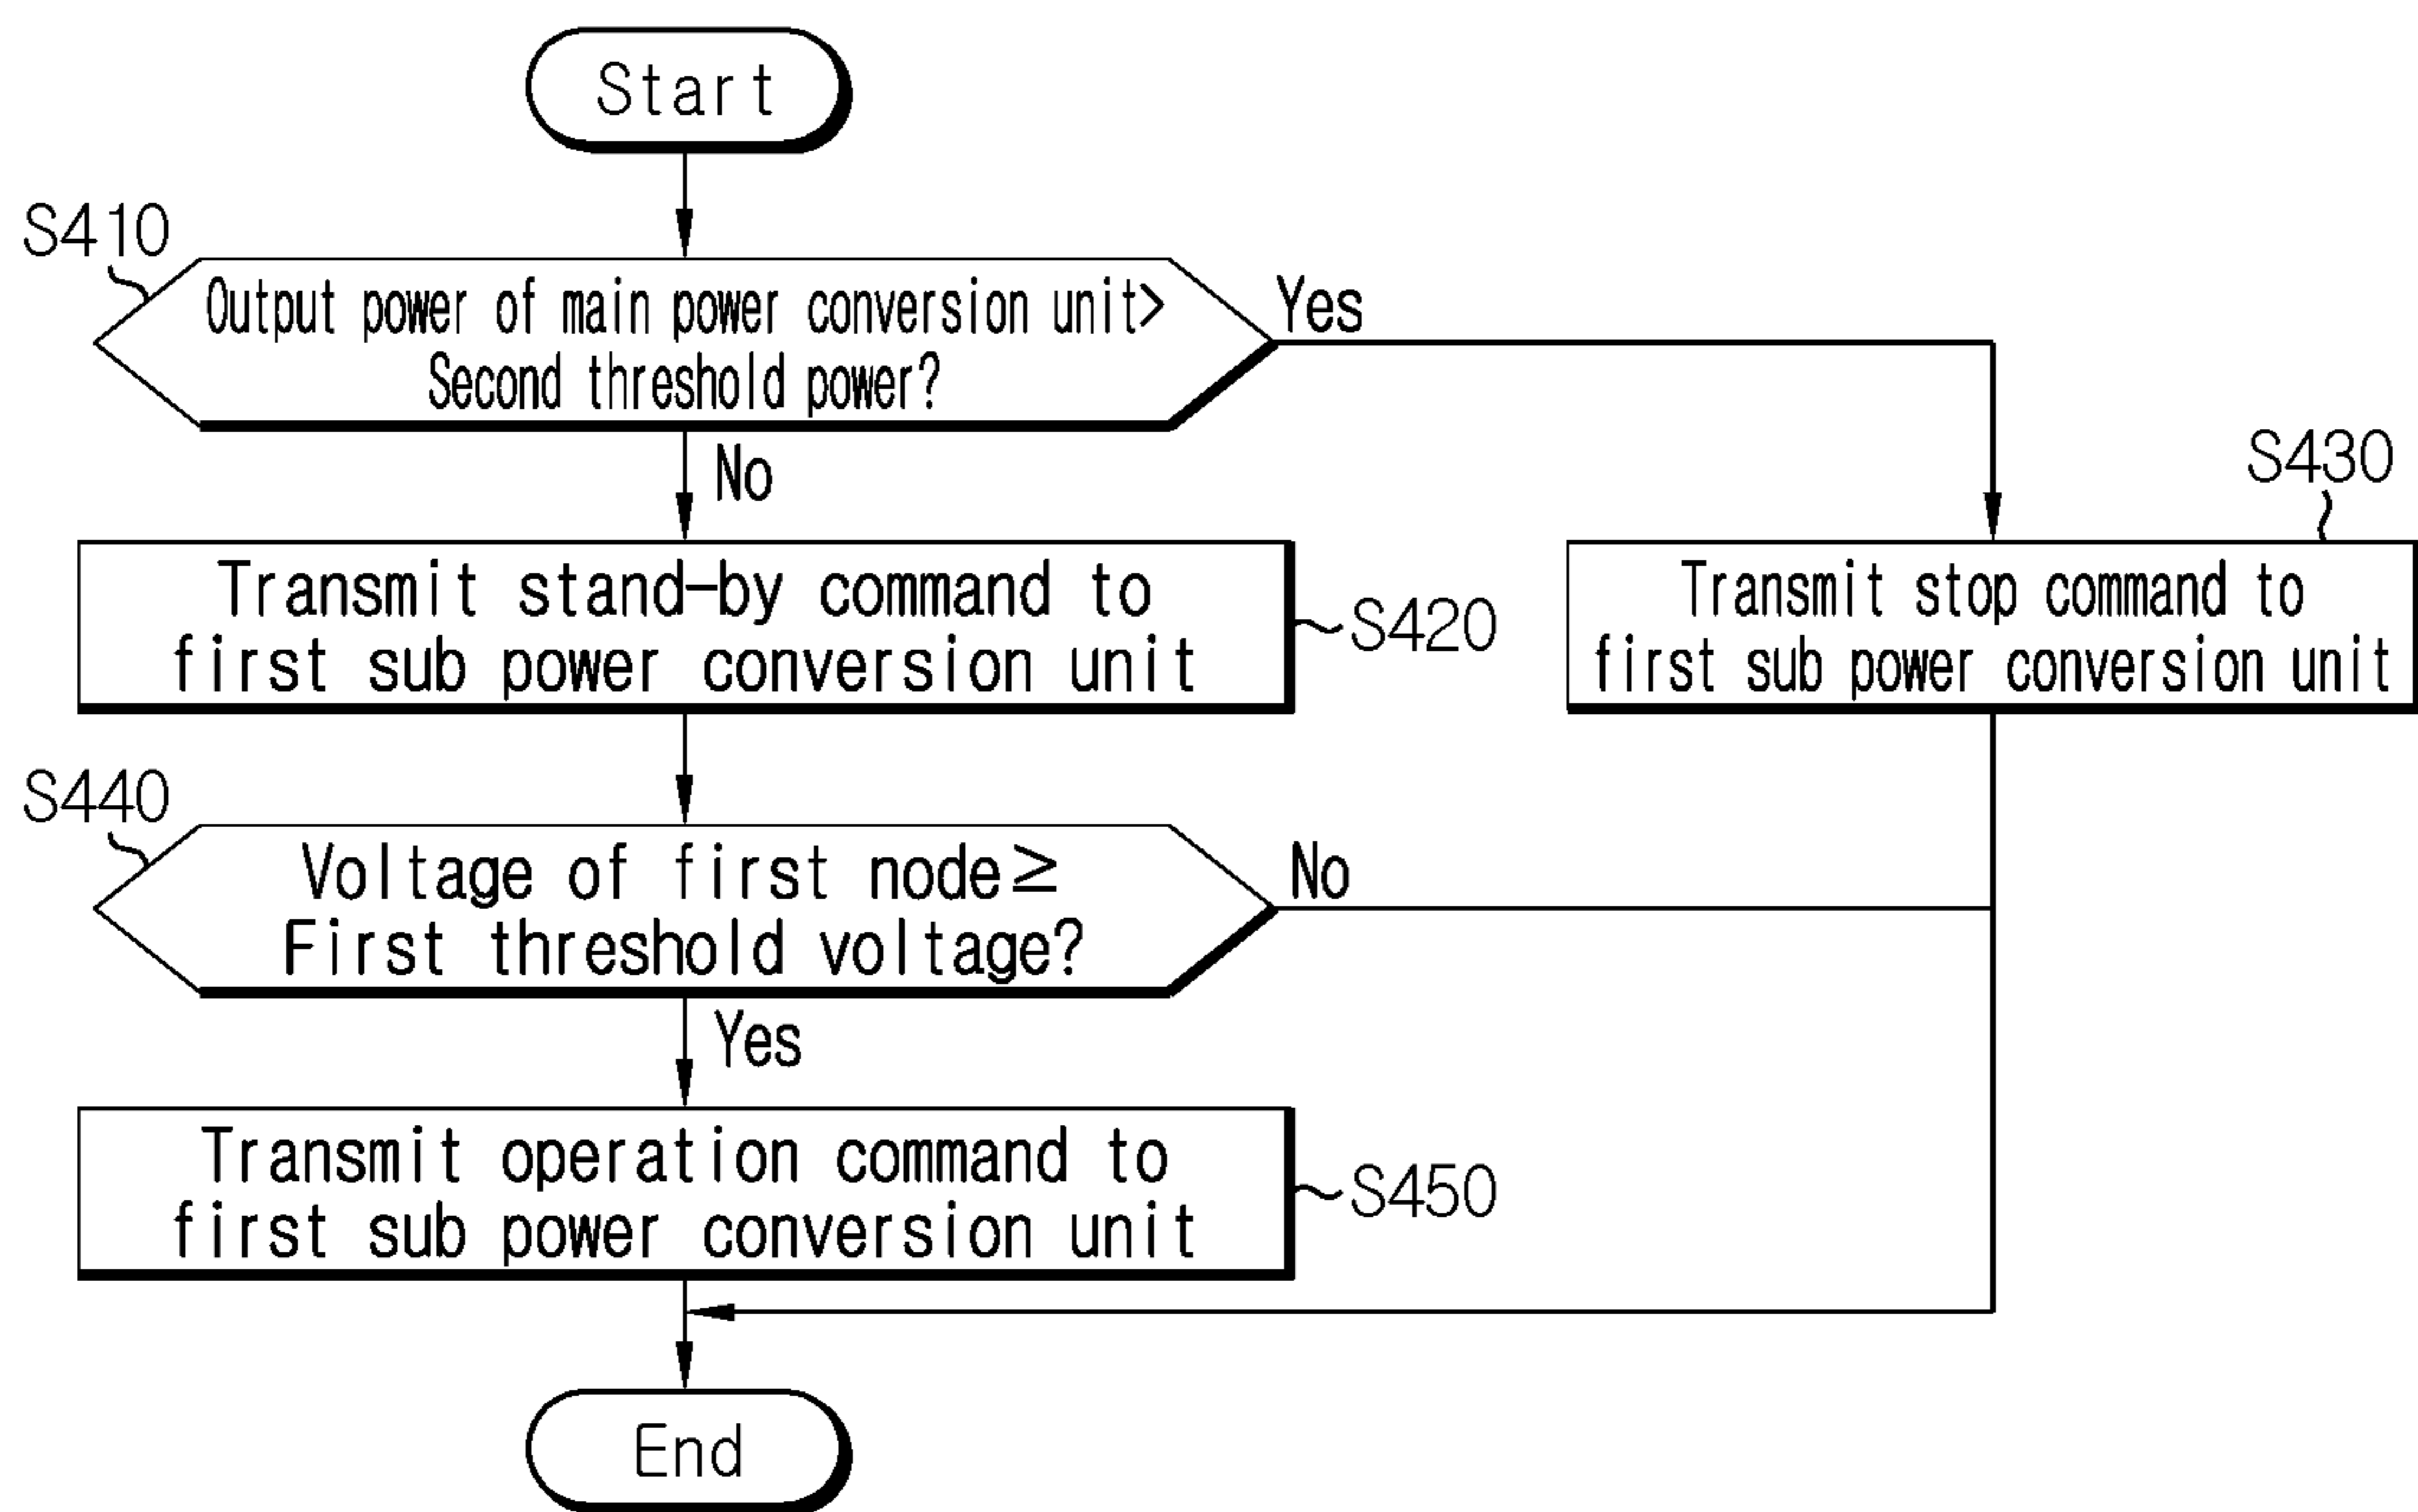 Start
S410
Output power of main power conversion unit>
Second threshold power?
Yes
No
S430
Transmit stand-by command to
first sub power conversion unit
S420
Transmit stop command to
first sub power conversion unit
S440
Voltage of first node≥
First threshold voltage?
No
Yes
Transmit operation command to
first sub power conversion unit
S450
End